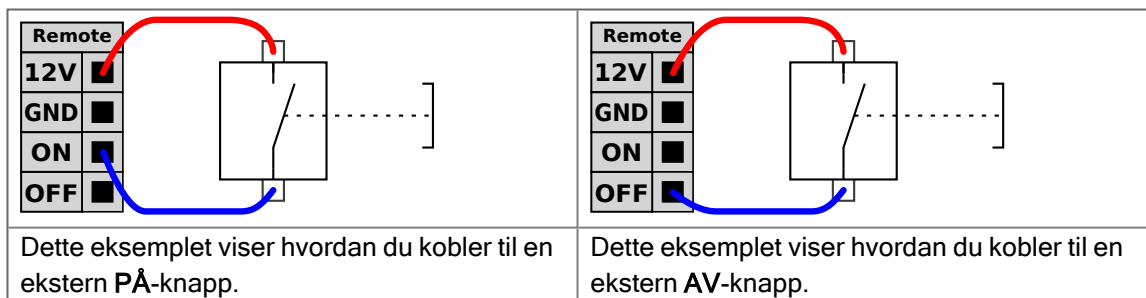 Remote
12V
GND
ON
OFF
Remote
12V
GND
ON
OFF
Dette eksemplet viser hvordan du kobler til en
ekstern PÅ-knapp.
Dette eksemplet viser hvordan du kobler til en
ekstern AV-knapp.